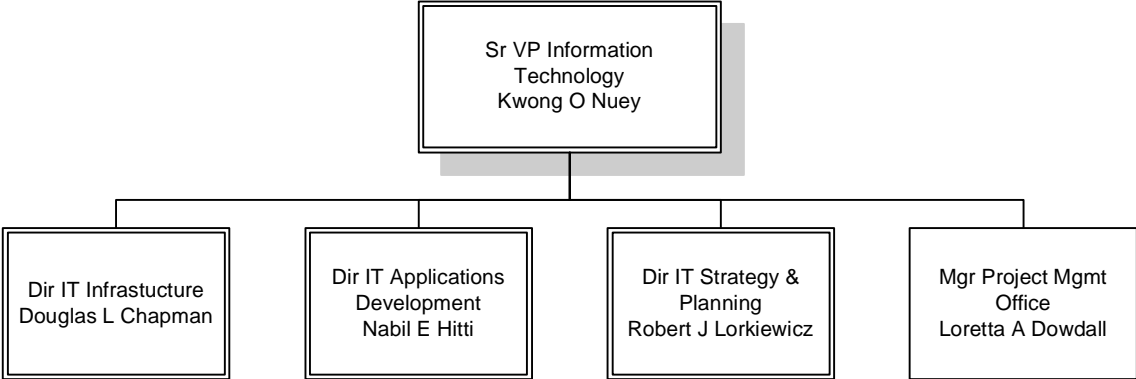 Sr VP Information
Technology
Kwong O Nuey
Dir IT Infrastucture
Douglas L Chapman
Dir IT Applications
Development
Nabil E Hitti
Dir IT Strategy &
Planning
Robert J Lorkiewicz
Mgr Project Mgmt
Office
Loretta A Dowdall